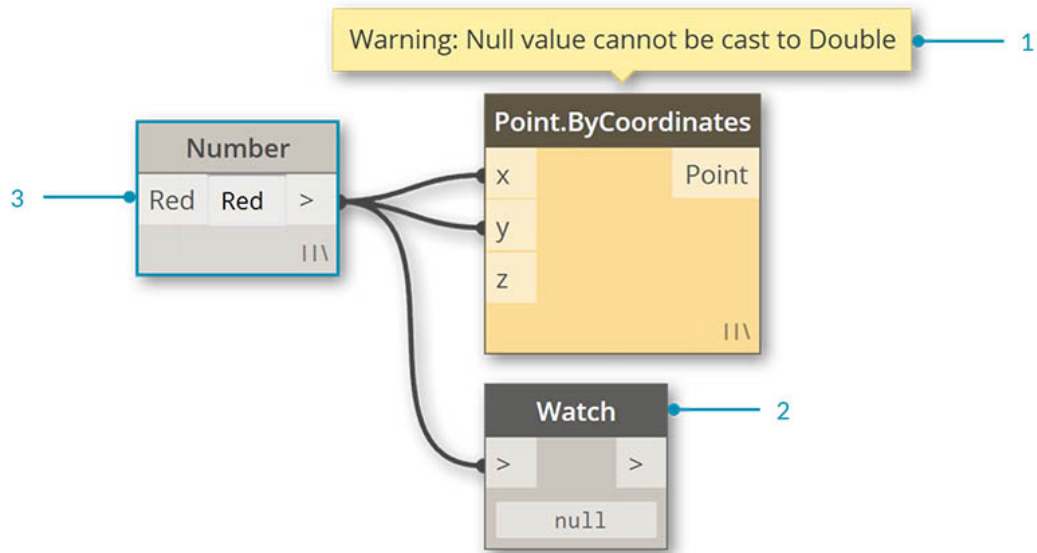 Warning: Null value cannot be cast to Double
1
Point.ByCoordinates
Number
x
Point
3
Red
Red
>
y
z
Watch
2
>
>
null